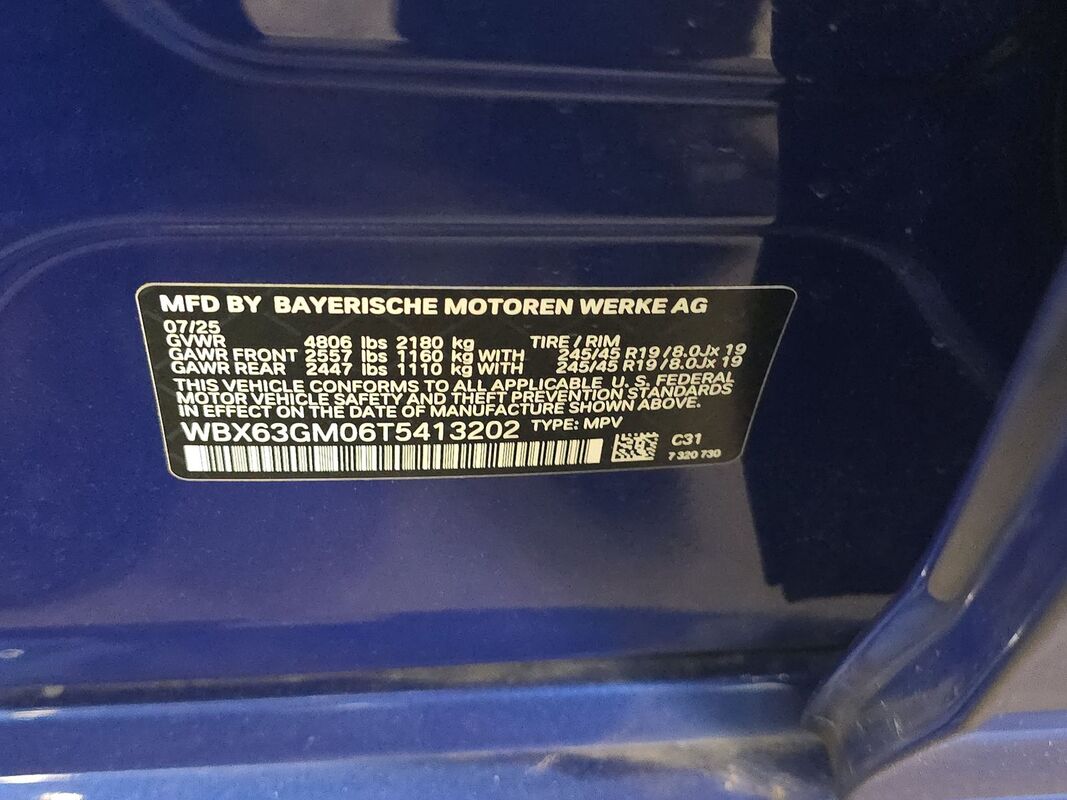 MFD BY BAYERISCHE MOTOREN WERKE AG
07/25
GVWR 4806 lbs 2180 kg TIRE / RIM
GAWR FRONT 2557 lbs 1160 kg WITH 245/45 R19 / 8.0Jx 19
GAWR REAR 2447 lbs 1110 kg WITH 245/45 R19 / 8.0Jx 19
THIS VEHICLE CONFORMS TO ALL APPLICABLE U. S. FEDERAL
MOTOR VEHICLE SAFETY AND THEFT PREVENTION STANDARDS
IN EFFECT ON THE DATE OF MANUFACTURE SHOWN ABOVE.
WBX63GM06T5413202 TYPE: MPV
C31
7 320 730